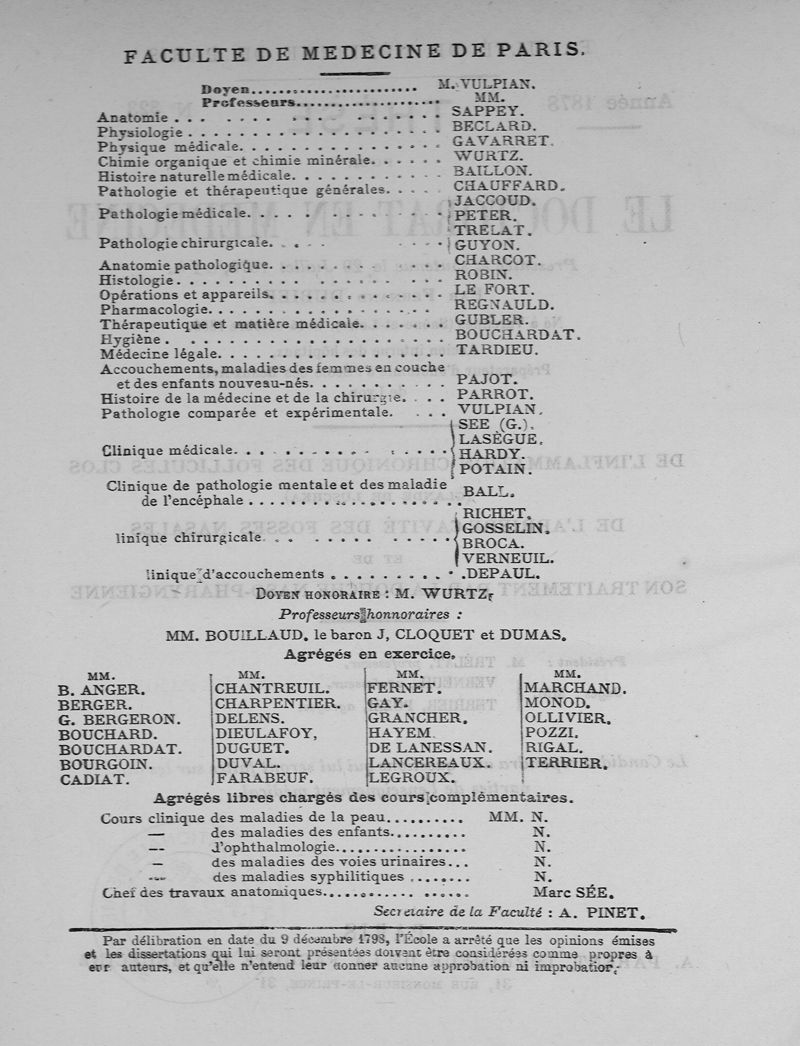 FACULTE DE MEDECINE DE PARIS.
Doyen........................ M. VULPIAN.
Professeurs..................... MM.
Anatomie . . . . . . . . . . . . . . . . SAPPEY.
Physiologie . . . . . . . . . . . . . . . . BECLARD.
Physique médicale. . . . . . . . . . . . . . GAVARRET.
Chimie organique et chimie minérale. . . . . . WURTZ.
Histoire naturelle médicale. . . . . . . . . . . BAILLON.
Pathologie et thérapeutique générales. . . . . CHAUFFARD.
Pathologie médicale. . . . . . . . . . . . JACCOUD.
PETER.
Pathologie chirurgicale. . . . . . . . TRELAT.
GUYON.
Anatomie pathologique. . . . . . . . . . . . CHARCOT.
Histologie. . . . . . . . . . . . . . . . . ROBIN.
Opérations et appareils. . . . . . . . . . . . LE FORT.
Pharmacologie. . . . . . . . . . . . . . . REGNAULD.
Thérapeutique et matière médicale. . . . . . . GUBLER.
Hygiène . . . . . . . . . . . . . . . . . . BOUCHARDAT.
Médecine légale. . . . . . . . . . . . . . . . TARDIEU.
Accouchements, maladies des femmes en couche
et des enfants nouveau-nés. . . . . . . . . . PAJOT.
Histoire de la médecine et de la chirurgie. . . . PARROT.
Pathologie comparée et expérimentale. . . . VULPIAN.
Clinique médicale. . . . . . . . . . . . . . SEE (G.).
LASÈGUE.
HARDY.
POTAIN.
Clinique de pathologie mentale et des maladie
de l'encéphale . . . . . . . . . . . . . . . . BALL.
linique chirurgicale. . . . . . . . . . . . . RICHET.
GOSSELIN.
BROCA.
VERNEUIL.
linique d'accouchements . . . . . . . . . . .DEPAUL.
DOYEN HONORAIRE : M. WURTZ,
Professeurs honnoraires :
MM. BOUILLAUD. le baron J, CLOQUET et DUMAS.
Agrégés en exercice.
MM. MM. MM. MM.
B. ANGER. CHANTREUIL. FERNET. MARCHAND.
BERGER. CHARPENTIER. GAY. MONOD.
G. BERGERON. DELENS. GRANCHER. OLLIVIER.
BOUCHARD. DIEULAFOY, HAYEM POZZI.
BOUCHARDAT. DUGUET. DE LANESSAN. RIGAL.
BOURGOIN. DUVAL. LANCEREAUX. TERRIER.
CADIAT. FARABEUF. LEGROUX.
Agrégés libres chargés des cours complémentaires.
Cours clinique des maladies de la peau.......... MM. N.
— des maladies des enfants.......... N.
— d'ophthalmologie................. N.
— des maladies des voies urinaires... N.
— des maladies syphilitiques ........ N.
Chef des travaux anatomiques.................... Marc SÉE.
Secretaire de la Faculté : A. PINET.
Par délibration en date du 9 décembre 1798, l'École a arrêté que les opinions émises
et les dissertations qui lui seront présentées doivent être considérées comme propres à
eur auteurs, et qu'elle n'entend leur donner aucune approbation ni improbation.